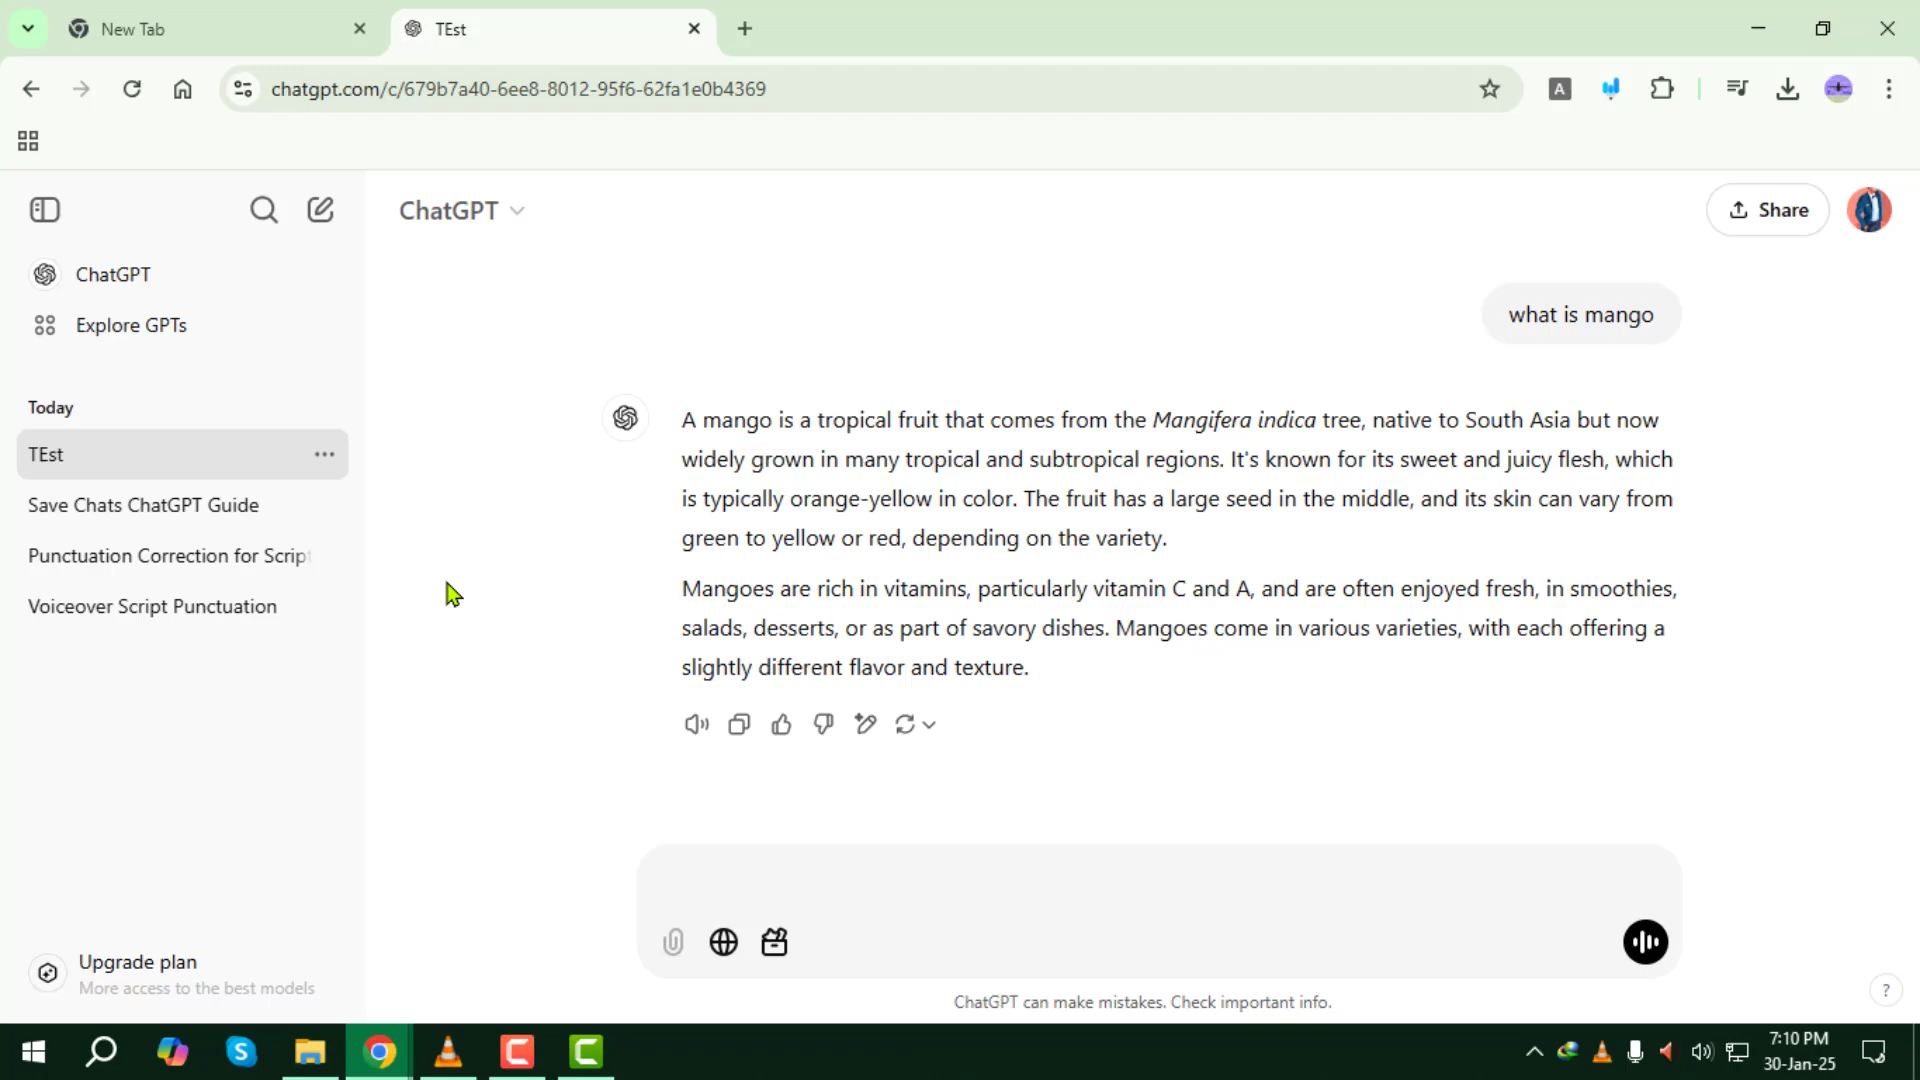 New Tab
TEst
chatgpt.com/c/679b7a40-6ee8-8012-95f6-62fa1e0b4369
A
ChatGPT
Share
ChatGPT
Explore GPTs
what is mango
Today
TEst
Save Chats ChatGPT Guide
Punctuation Correction for Script
Voiceover Script Punctuation
A mango is a tropical fruit that comes from the Mangifera indica tree, native to South Asia but now
widely grown in many tropical and subtropical regions. It's known for its sweet and juicy flesh, which
is typically orange-yellow in color. The fruit has a large seed in the middle, and its skin can vary from
green to yellow or red, depending on the variety.
Mangoes are rich in vitamins, particularly vitamin C and A, and are often enjoyed fresh, in smoothies,
salads, desserts, or as part of savory dishes. Mangoes come in various varieties, with each offering a
slightly different flavor and texture.
Upgrade plan
More access to the best models
ChatGPT can make mistakes. Check important info.
?
7:10 PM
30-Jan-25